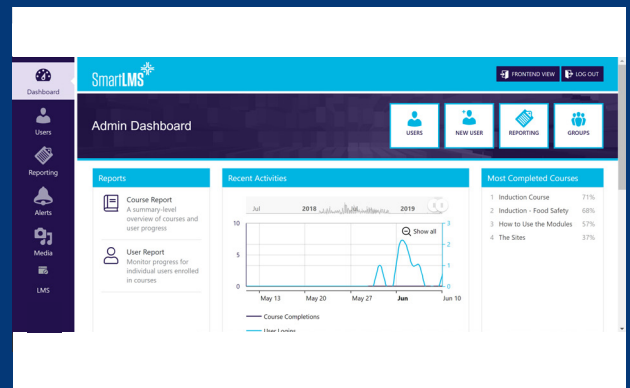 Dashboard
Users
Reporting
Alerts
Media
LMS
SmartLMS
FRONTEND VIEW
LOG OUT
Admin Dashboard
USERS
NEW USER
REPORTING
GROUPS
Reports
Course Report
A summary-level
overview of courses and
user progress
User Report
Monitor progress for
individual users enrolled
in courses
Recent Activities
Jul 2018 2019
Show all
10
5
0
3
2
1
0
May 13 May 20 May 27 Jun Jun 10
Course Completions
User Logins
Most Completed Courses
1 Induction Course 71%
2 Induction - Food Safety 68%
3 How to Use the Modules 57%
4 The Sites 37%